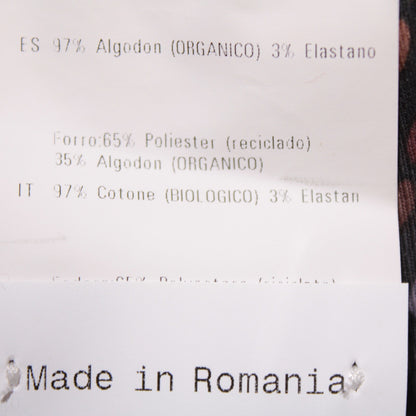 ES 97% Algodon (ORGANICO) 3% Elastano
Forro:65% Poliester (reciclado)
35% Algodon (ORGANICO)
IT 97% Cotone (BIOLOGICO) 3% Elastan
Made in Romania